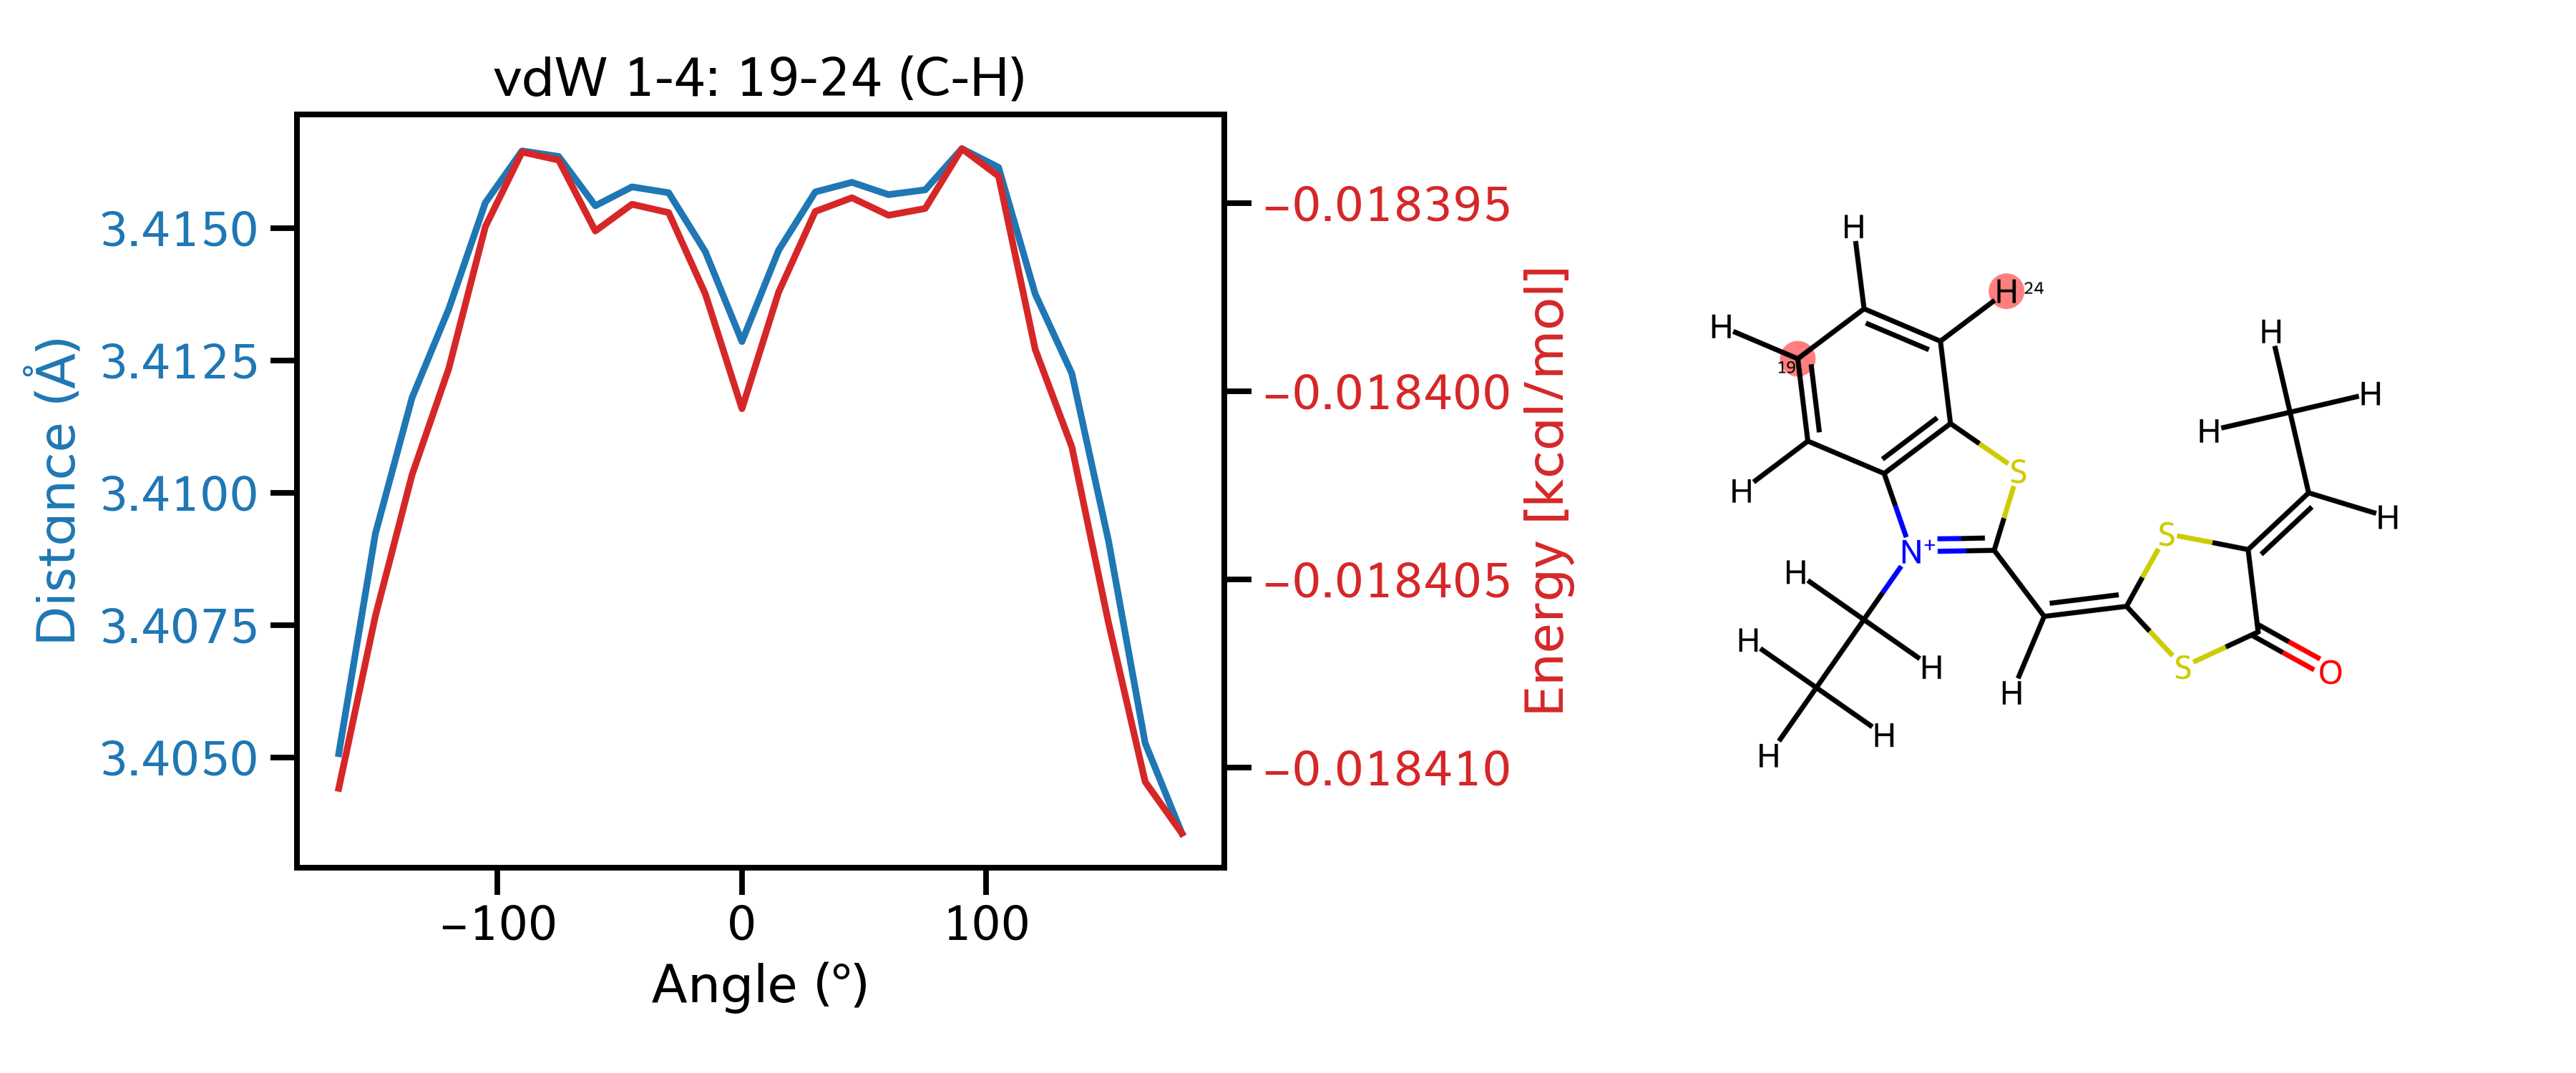 vdW 1-4: 19-24 (C-H)
Distance (Å)
3.4150
3.4125
3.4100
3.4075
3.4050
−0.018395
−0.018400
−0.018405
−0.018410
Energy [kcal/mol]
−100 0 100
Angle (°)
H
H 24
H
19
H
H
H
H
S
H
N+
H
S
H
H
H
S
O
H
H
H